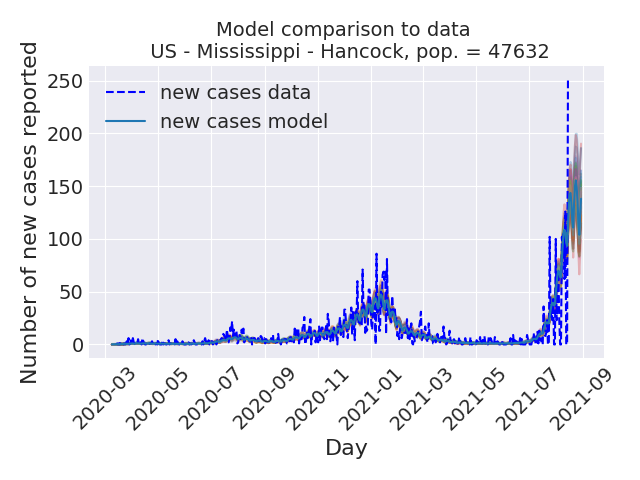 Model comparison to data
US - Mississippi - Hancock, pop. = 47632
Number of new cases reported
250
200
150
100
50
0
new cases data
new cases model
2020-03
2020-05
2020-07
2020-09
2020-11
2021-01
2021-03
2021-05
2021-07
2021-09
Day